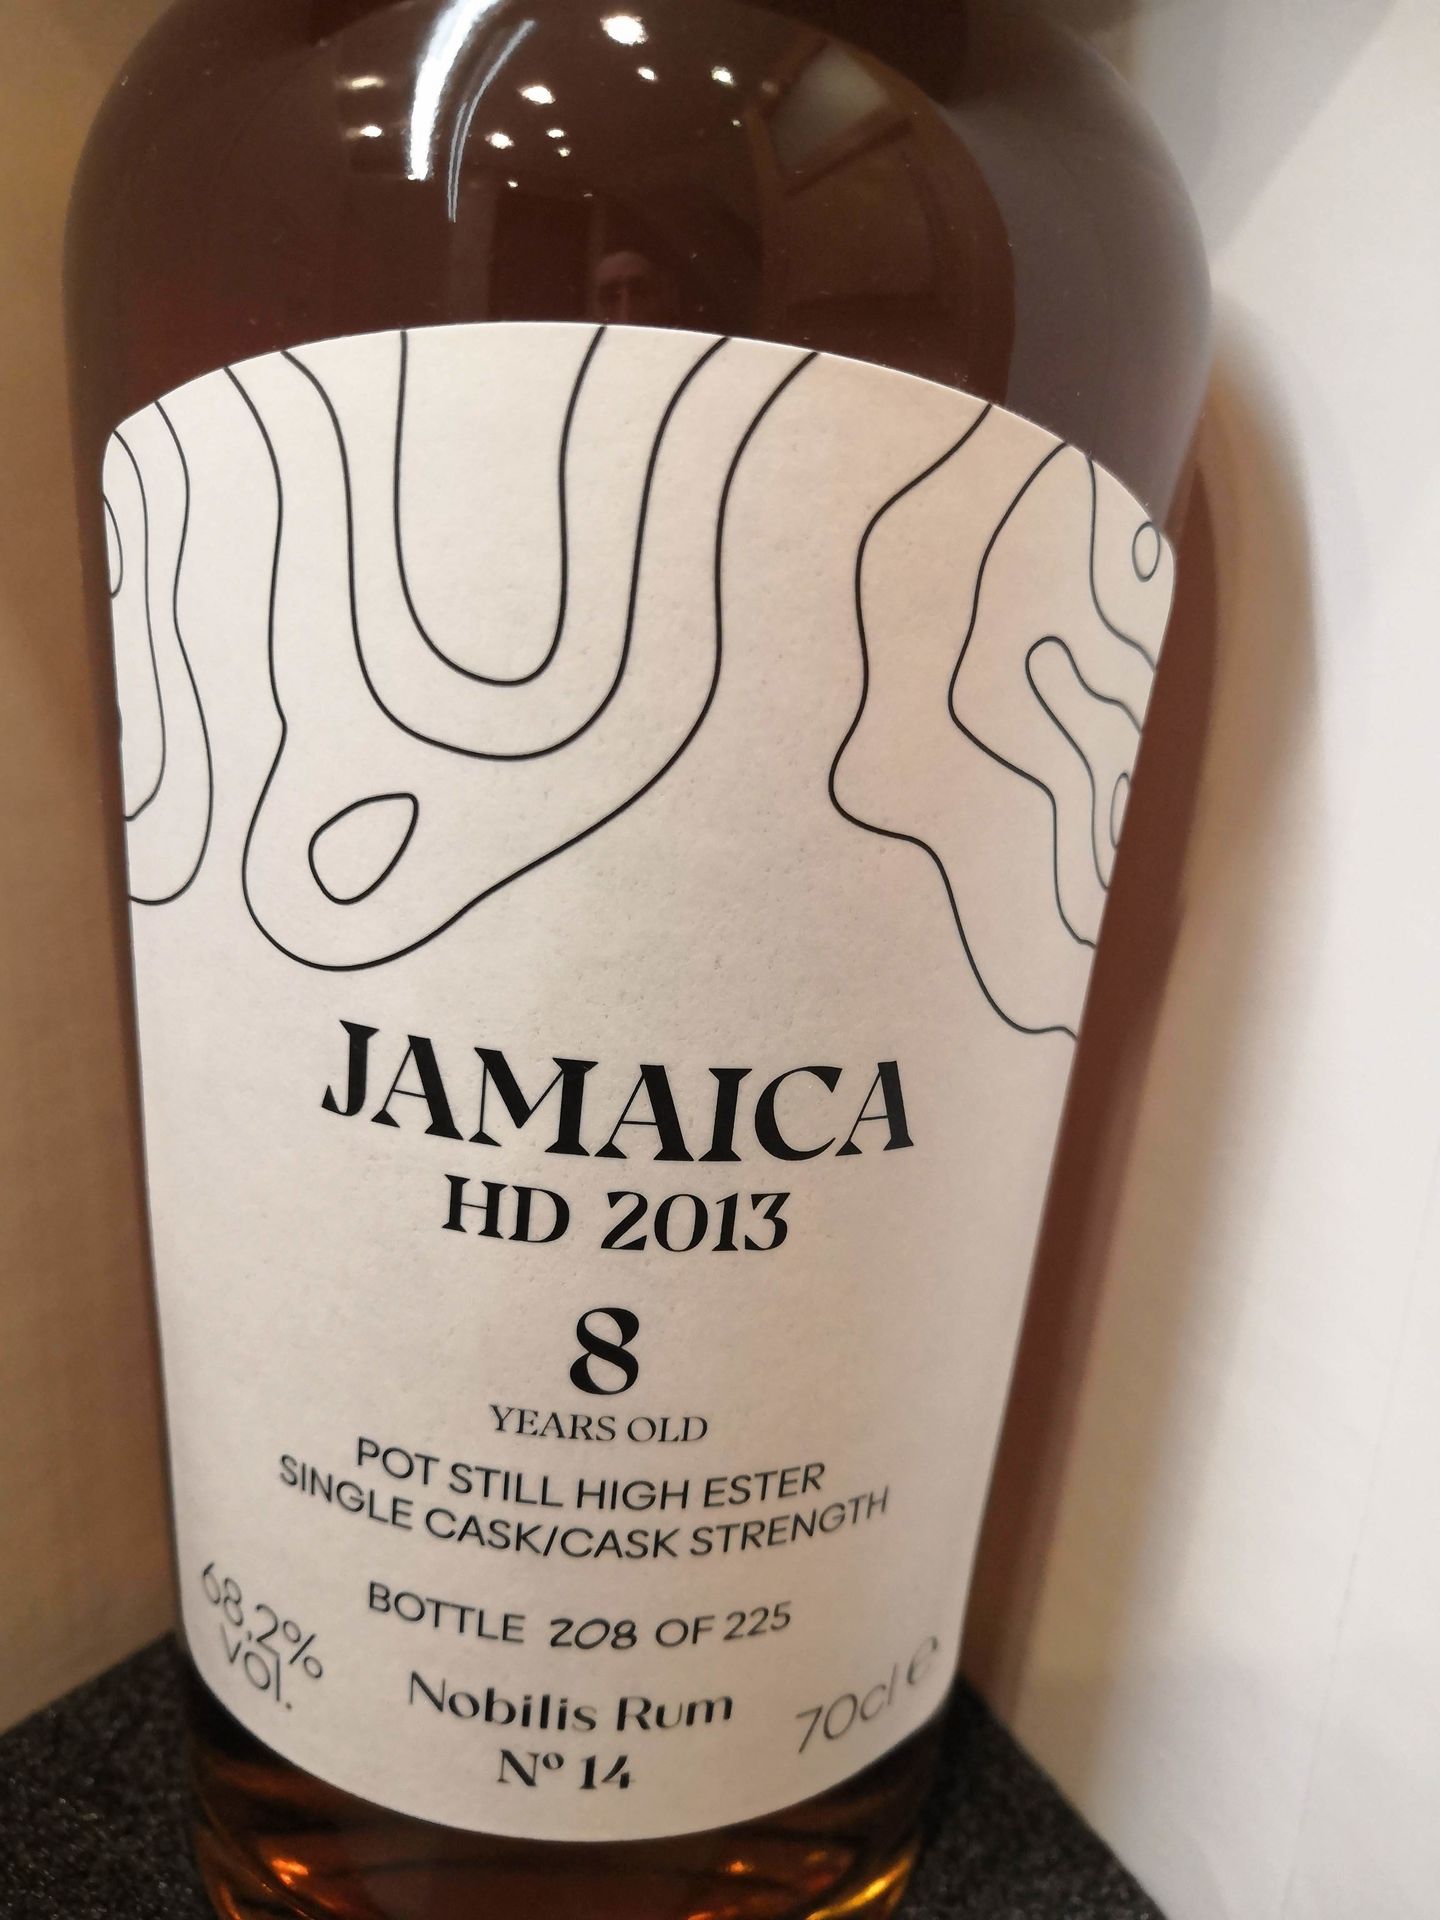 JAMAICA
HD 2013
8
YEARS OLD
POT STILL HIGH ESTER
SINGLE CASK/CASK STRENGTH
BOTTLE 208 OF 225
68.2%
vol.
Nobilis Rum
Nº 14
70cl e